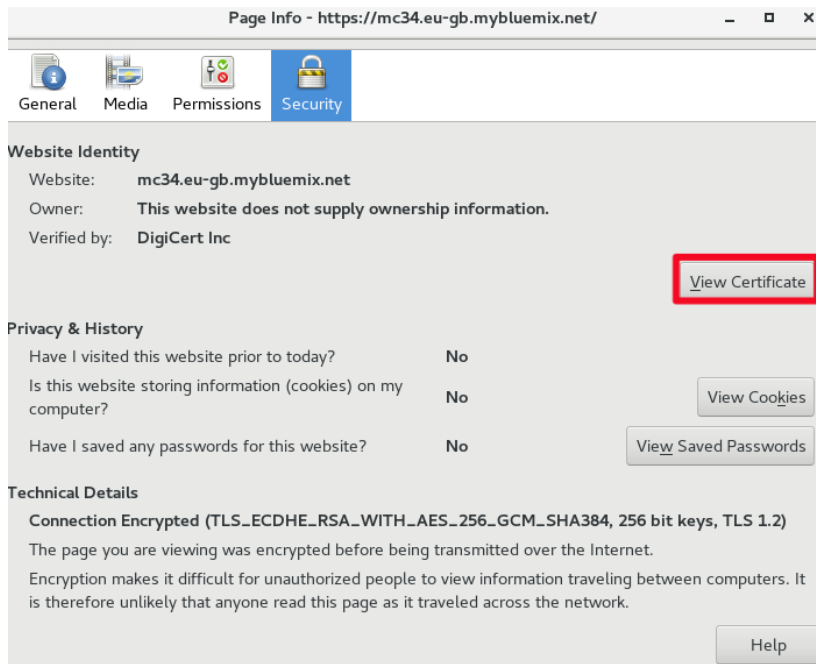 Page Info - https://mc34.eu-gb.mybluemix.net/
General Media Permissions Security
Website Identity
Website: mc34.eu-gb.mybluemix.net
Owner: This website does not supply ownership information.
Verified by: DigiCert Inc
View Certificate
Privacy & History
Have I visited this website prior to today? No
Is this website storing information (cookies) on my
computer?
No
View Cookies
Have I saved any passwords for this website? No View Saved Passwords
Technical Details
Connection Encrypted (TLS_ECDHE_RSA_WITH_AES_256_GCM_SHA384, 256 bit keys, TLS 1.2)
The page you are viewing was encrypted before being transmitted over the Internet.
Encryption makes it difficult for unauthorized people to view information traveling between computers. It
is therefore unlikely that anyone read this page as it traveled across the network.
Help